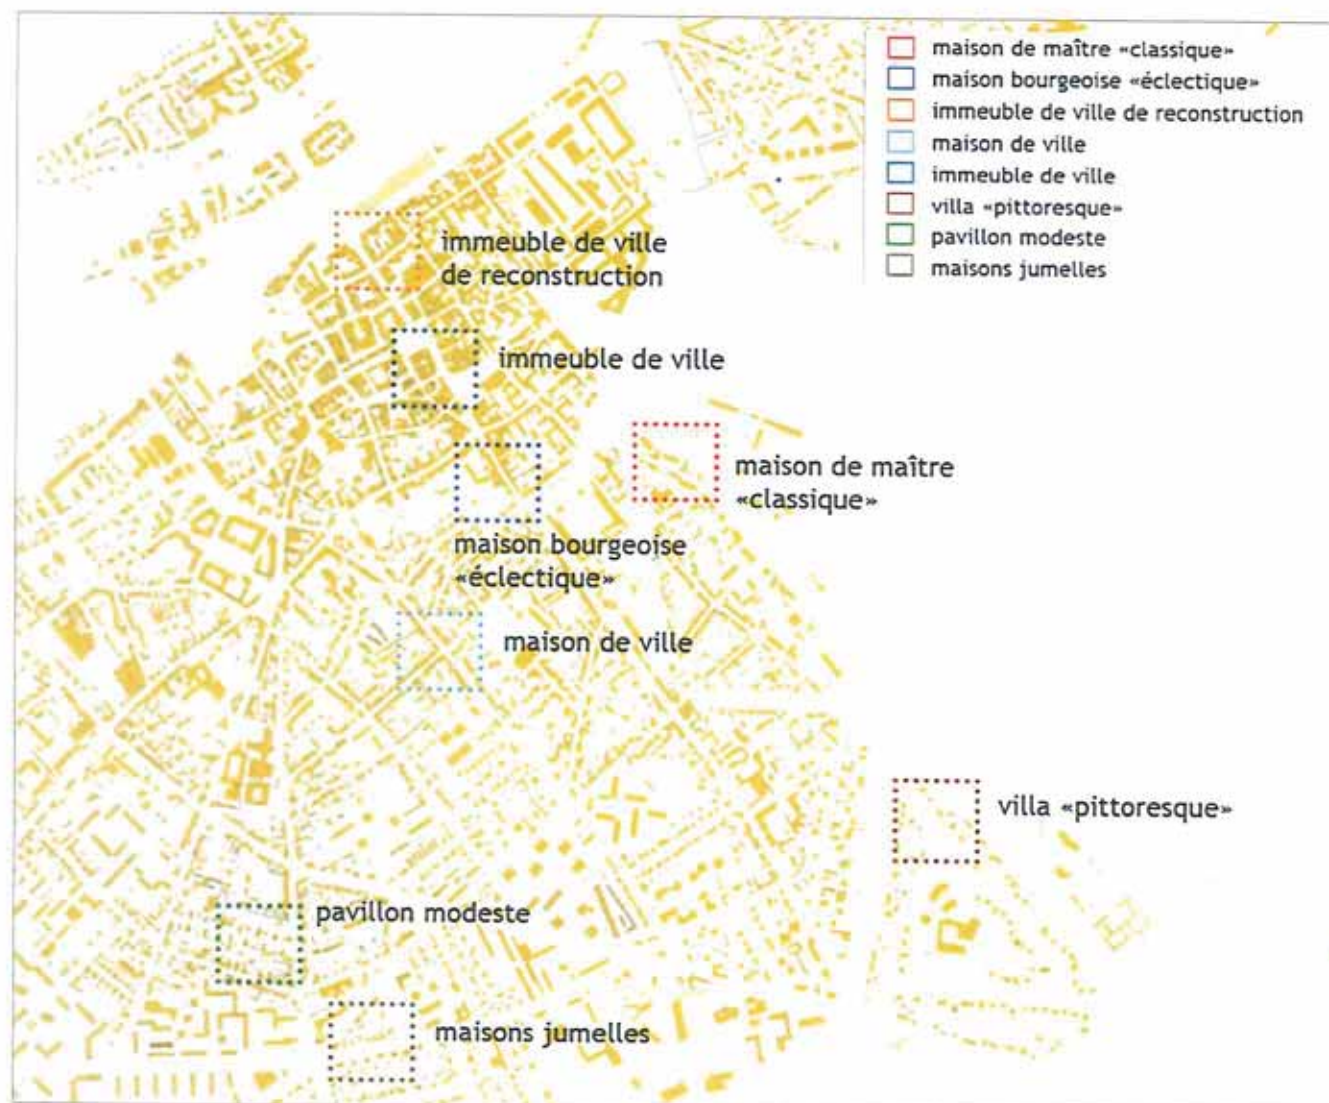 maison de maître «classique»
maison bourgeoise «éclectique»
immeuble de ville de reconstruction
maison de ville
immeuble de ville
villa «pittoresque»
pavillon modeste
maisons jumelles
immeuble de ville
de reconstruction
immeuble de ville
maison de maître
«classique»
maison bourgeoise
«éclectique»
maison de ville
villa «pittoresque»
pavillon modeste
maisons jumelles